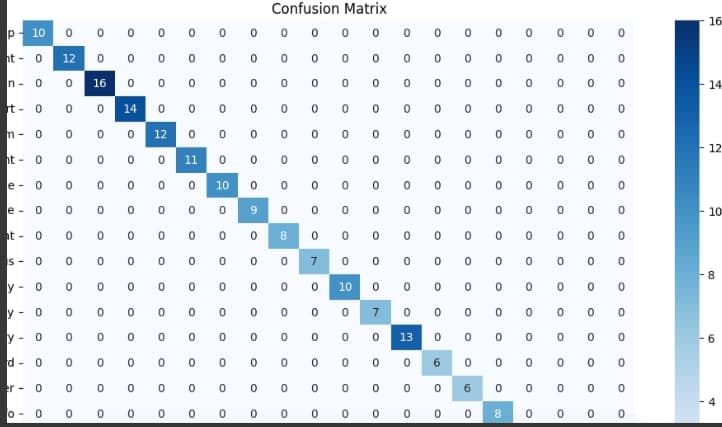 Confusion Matrix
p 10 0 0 0 0 0 0 0 0 0 0 0 0 0 0 0 0 0 0 0
nt 0 12 0 0 0 0 0 0 0 0 0 0 0 0 0 0 0 0 0 0
n 0 0 16 0 0 0 0 0 0 0 0 0 0 0 0 0 0 0 0 0
rt 0 0 0 14 0 0 0 0 0 0 0 0 0 0 0 0 0 0 0 0
m 0 0 0 0 12 0 0 0 0 0 0 0 0 0 0 0 0 0 0 0
nt 0 0 0 0 0 11 0 0 0 0 0 0 0 0 0 0 0 0 0 0
e 0 0 0 0 0 0 10 0 0 0 0 0 0 0 0 0 0 0 0 0
e 0 0 0 0 0 0 0 9 0 0 0 0 0 0 0 0 0 0 0 0
nt 0 0 0 0 0 0 0 0 8 0 0 0 0 0 0 0 0 0 0 0
s 0 0 0 0 0 0 0 0 0 7 0 0 0 0 0 0 0 0 0 0
y 0 0 0 0 0 0 0 0 0 0 10 0 0 0 0 0 0 0 0 0
y 0 0 0 0 0 0 0 0 0 0 0 7 0 0 0 0 0 0 0 0
y 0 0 0 0 0 0 0 0 0 0 0 0 13 0 0 0 0 0 0 0
rd 0 0 0 0 0 0 0 0 0 0 0 0 0 6 0 0 0 0 0 0
er 0 0 0 0 0 0 0 0 0 0 0 0 0 0 6 0 0 0 0 0
o 0 0 0 0 0 0 0 0 0 0 0 0 0 0 0 8 0 0 0 0
16
14
12
10
8
6
4